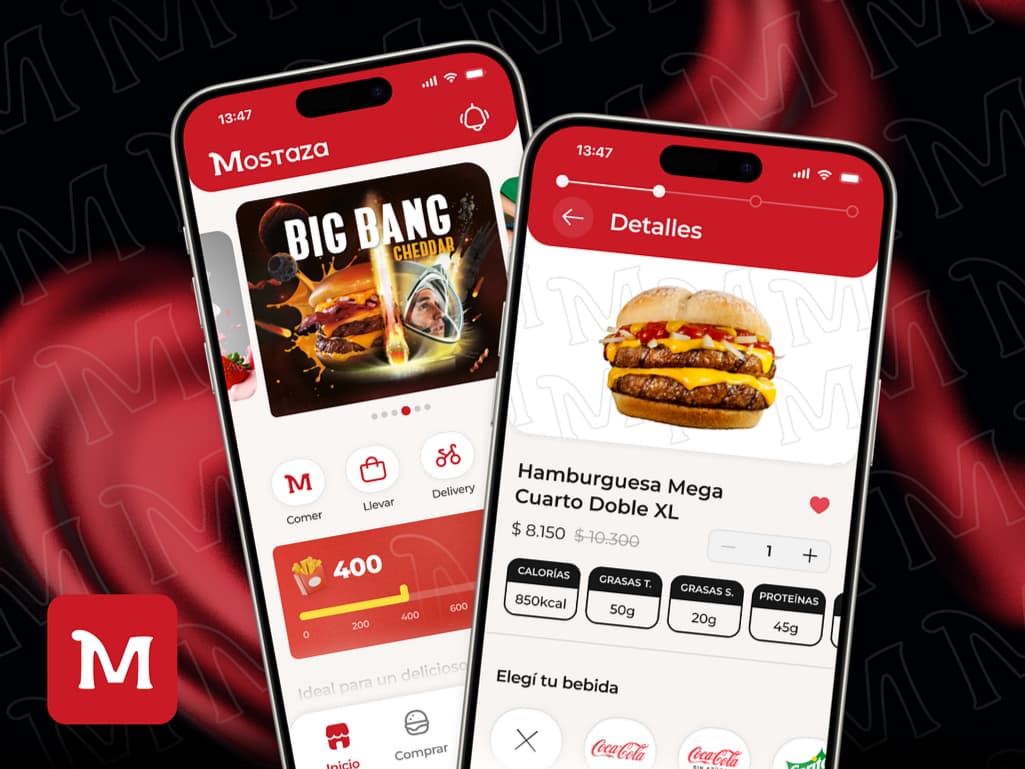 13:47
MOSTAZA
BIG BANG
CHEDDAR
Comer
Llevar
Delivery
400
0
200
400
600
Ideal para un delicioso
Inicio
Comprar
M
13:47
Detalles
Hamburguesa Mega
Cuarto Doble XL
$ 8.150 $ 10.300
1
CALORÍAS
850kcal
GRASAS T.
50g
GRASAS S.
20g
PROTEÍNAS
45g
Elegí tu bebida
Coca-Cola
Coca-Cola
Sprite